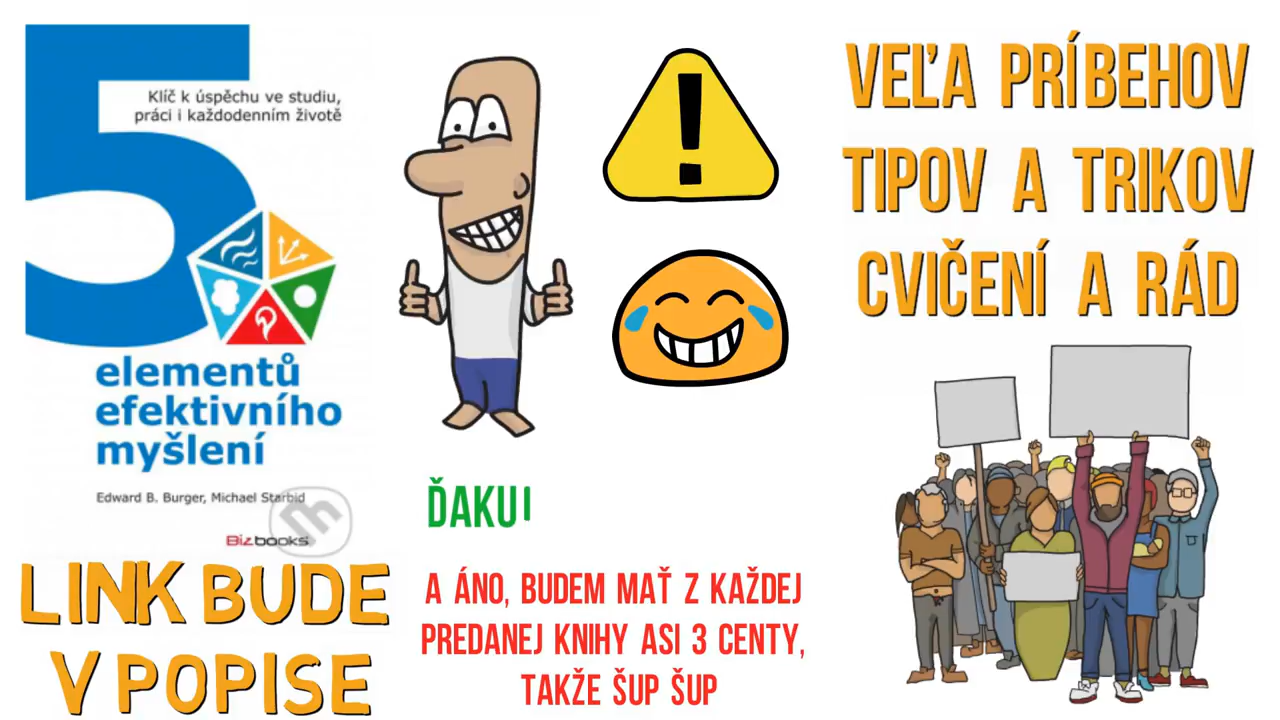 5
Klíč k úspěchu ve studiu,
práci i každodenním životě
elementů
efektivního
myšlení
Edward B. Burger, Michael Starbid
Bizbooks
LINK BUDE
V POPISE
ĎAKU
A ÁNO, BUDEM MAŤ Z KAŽDEJ
PREDANEJ KNIHY ASI 3 CENTY,
TAKŽE ŠUP ŠUP
VEĽA PRÍBEHOV
TIPOV A TRIKOV
CVIČENÍ A RÁD